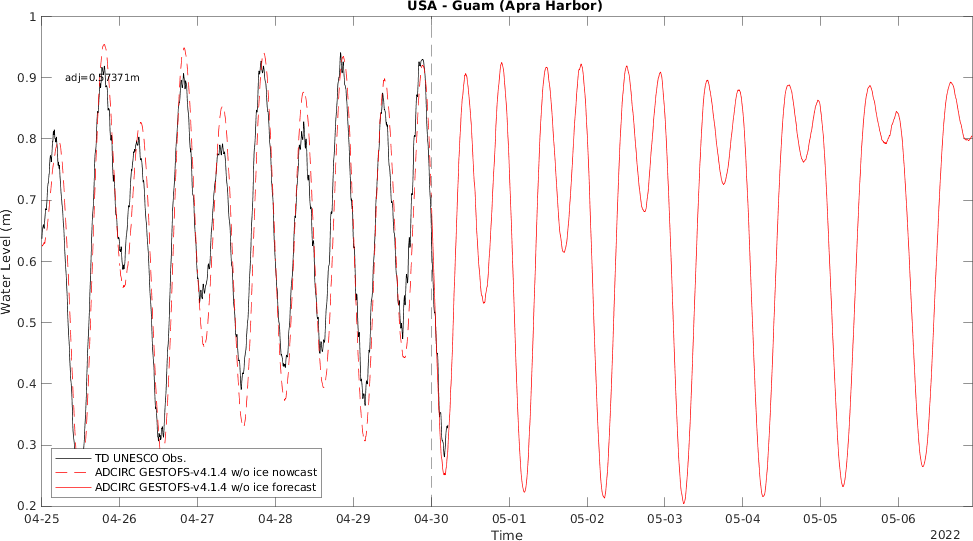 USA - Guam (Apra Harbor)
1
0.9
0.8
0.7
0.6
0.5
0.4
0.3
0.2
Water Level (m)
adj=0.57371m
TD UNESCO Obs.
ADCIRC GESTOFS-v4.1.4 w/o ice nowcast
ADCIRC GESTOFS-v4.1.4 w/o ice forecast
04-25 04-26 04-27 04-28 04-29 04-30 05-01 05-02 05-03 05-04 05-05 05-06
Time
2022